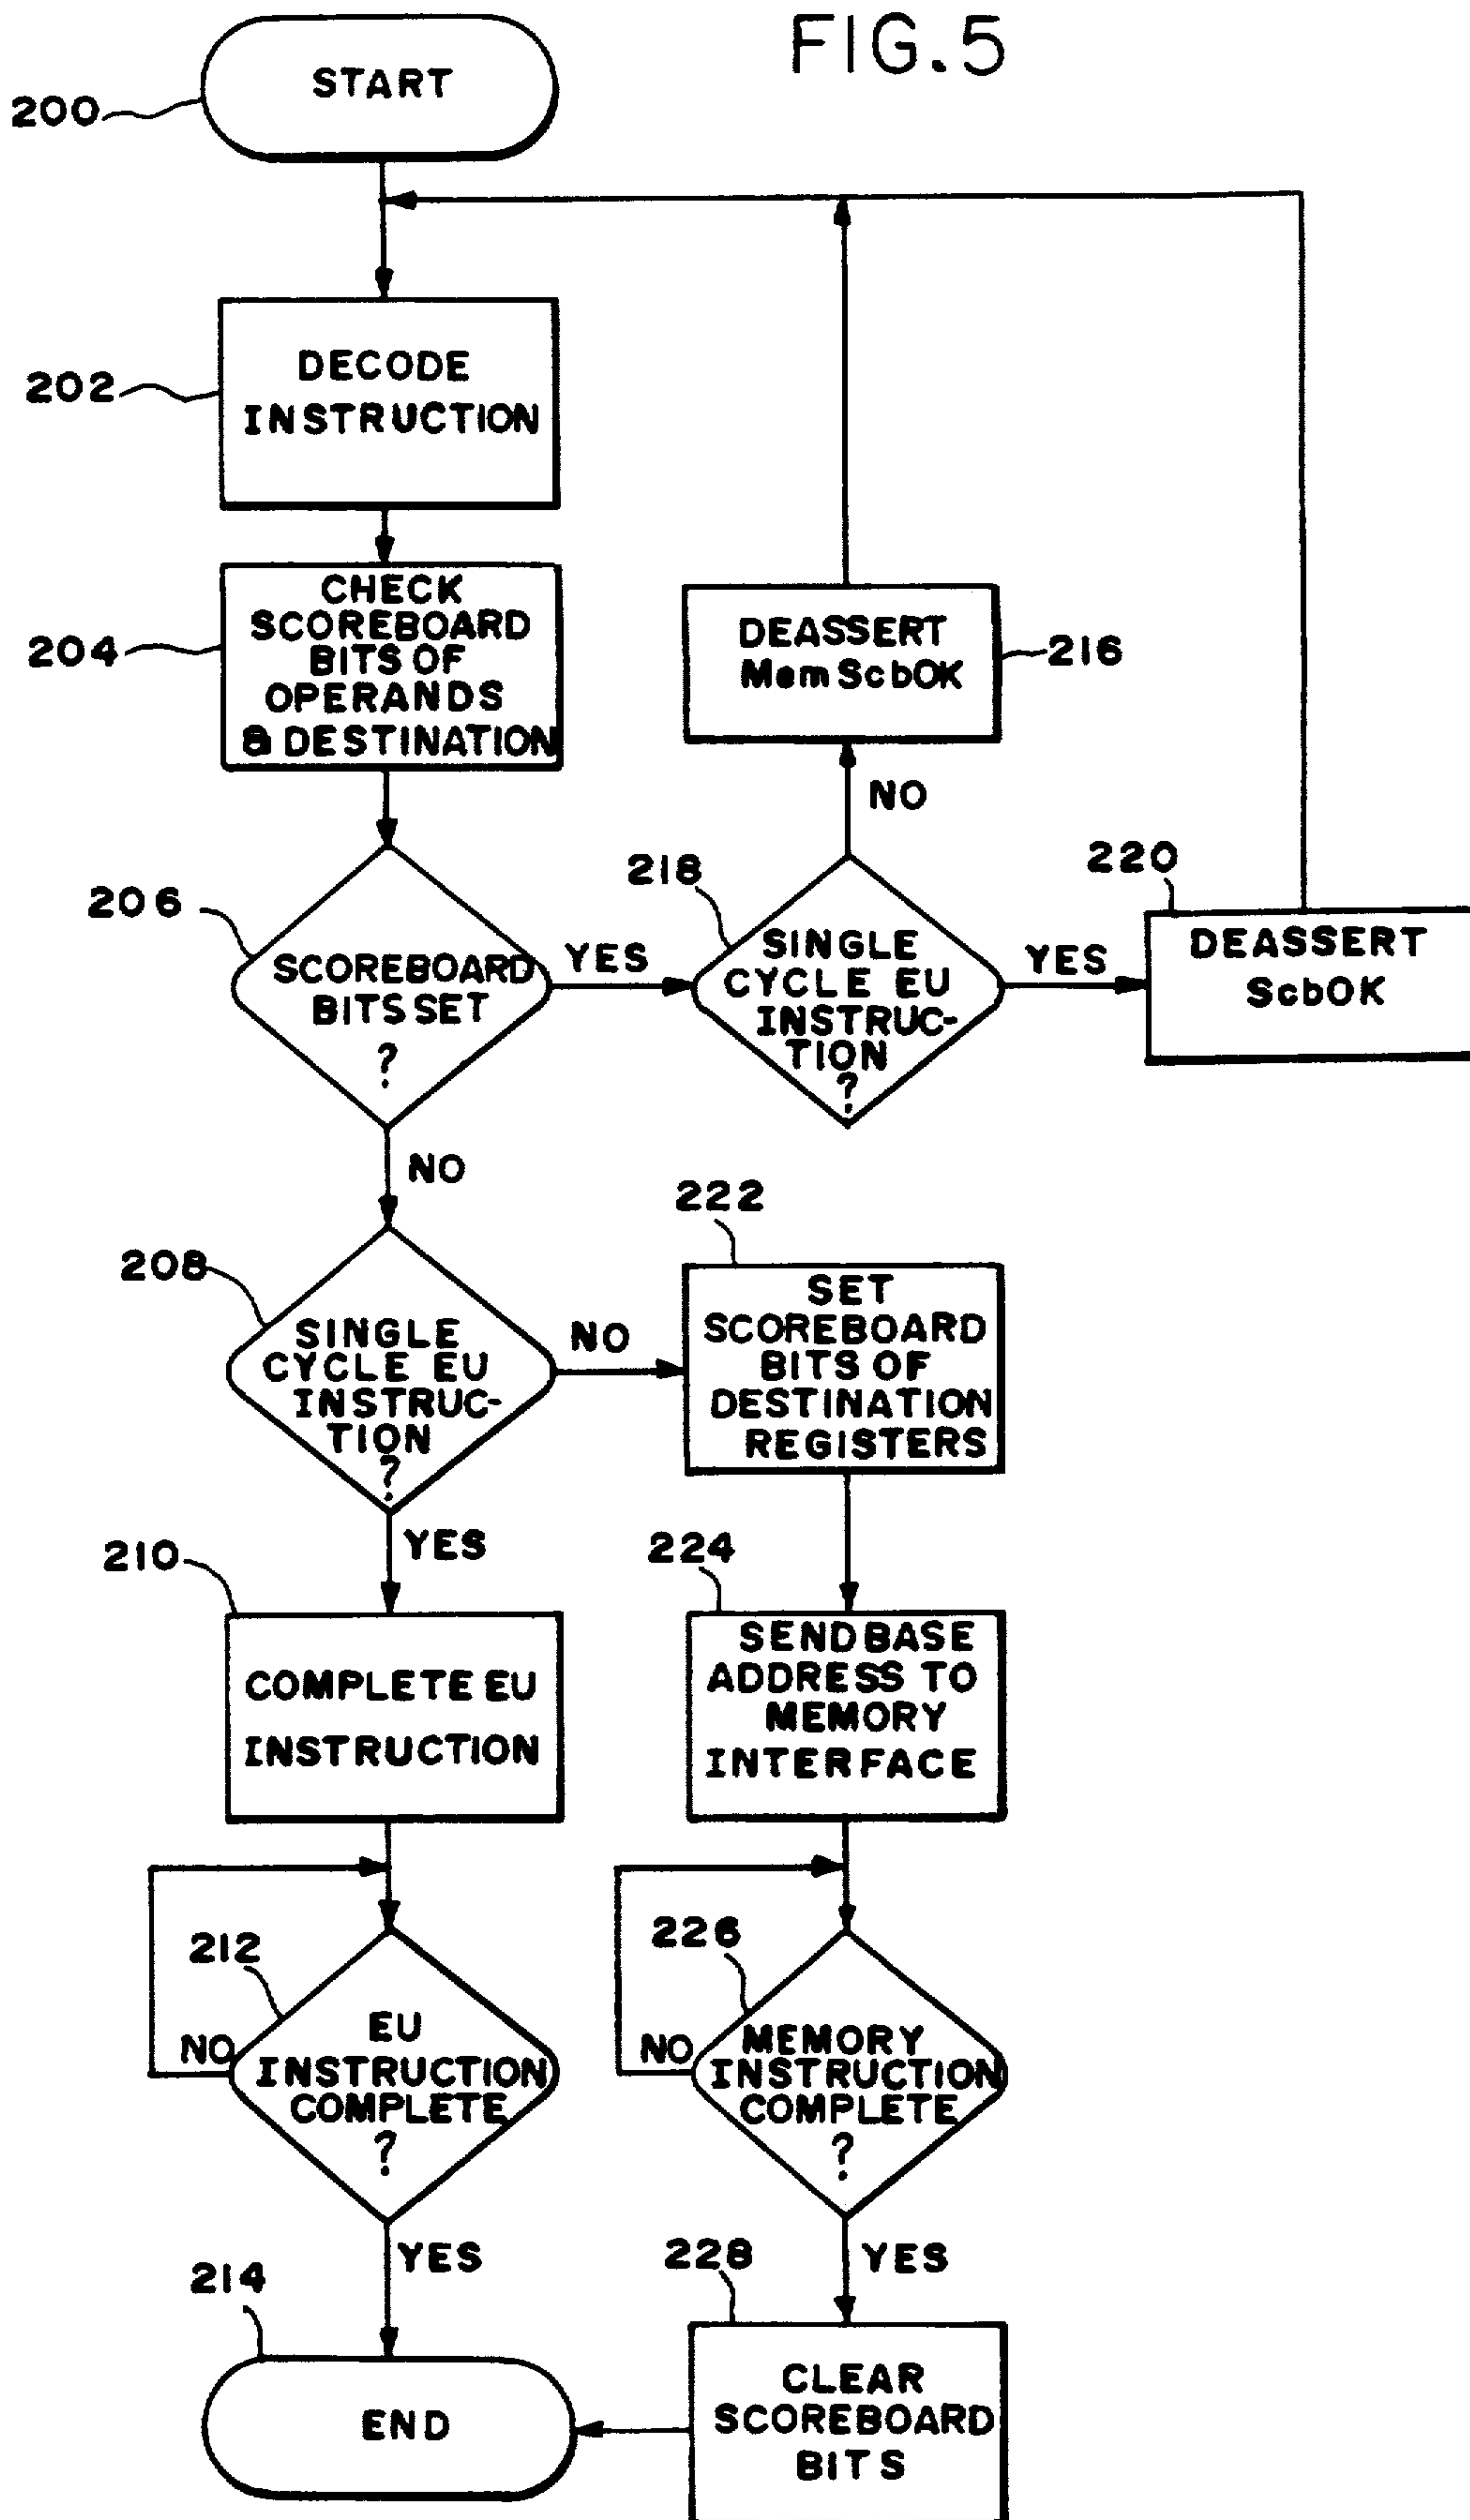 FIG.5
START
200
DECODE
INSTRUCTION
202
CHECK
SCOREBOARD
BITS OF
OPERANDS
& DESTINATION
204
DEASSERT
MemScbOK
216
NO
206
SCOREBOARD
BITS SET
?
YES
218
SINGLE
CYCLE EU
INSTRUC-
TION
?
YES
220
DEASSERT
ScbOK
NO
208
SINGLE
CYCLE EU
INSTRUC-
TION
?
NO
222
SET
SCOREBOARD
BITS OF
DESTINATION
REGISTERS
YES
210
COMPLETE EU
INSTRUCTION
224
SEND BASE
ADDRESS TO
MEMORY
INTERFACE
212
NO
EU
INSTRUCTION
COMPLETE
?
226
NO
MEMORY
INSTRUCTION
COMPLETE
?
YES
214
END
YES
228
CLEAR
SCOREBOARD
BITS